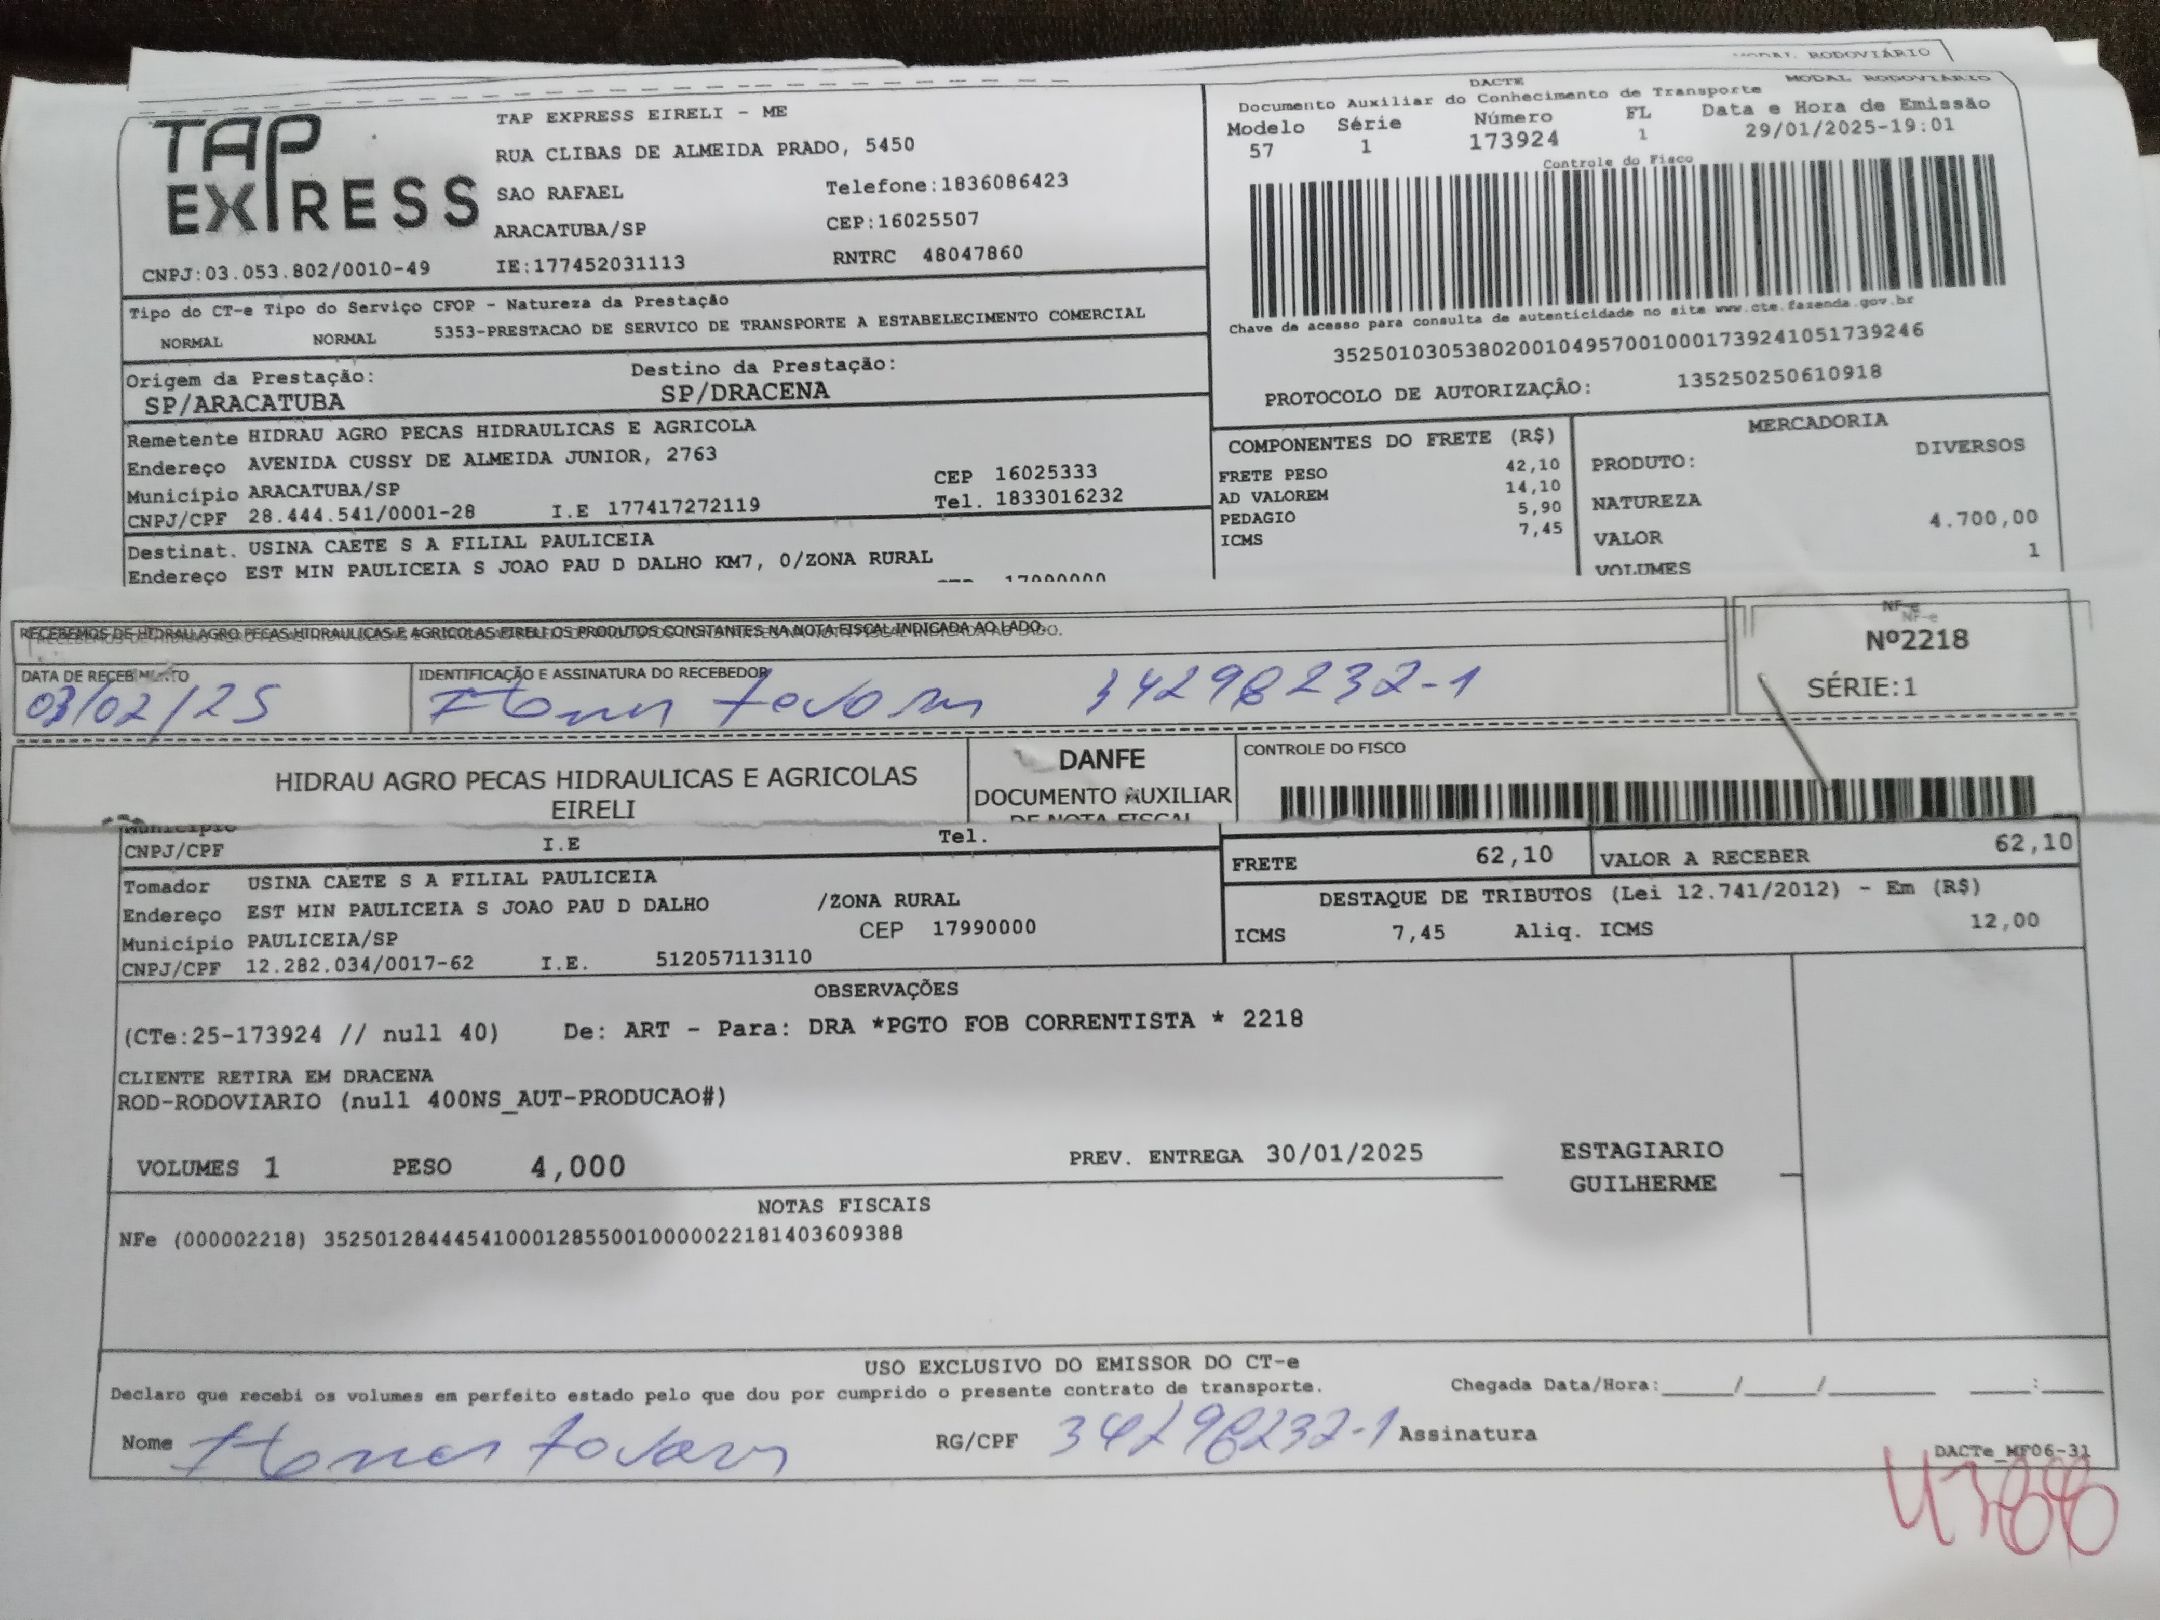 MODAL RODOVIÁRIO
TAP EXPRESS
TAP EXPRESS EIRELI - ME
RUA CLIBAS DE ALMEIDA PRADO, 5450
SAO RAFAEL Telefone:1836086423
ARACATUBA/SP CEP:16025507
CNPJ:03.053.802/0010-49 IE:177452031113 RNTRC 48047860
MODAL RODOVIÁRIO
DACTE
Documento Auxiliar do Conhecimento de Transporte
Modelo Série Número FL Data e Hora de Emissão
57 1 173924 1 29/01/2025-19:01
Controle do Fisco
Chave de acesso para consulta de autenticidade no site www.cte.fazenda.gov.br
35250103053802001049570010001739241051739246
PROTOCOLO DE AUTORIZAÇÃO: 135250250610918
Tipo do CT-e Tipo do Serviço CFOP - Natureza da Prestação
NORMAL NORMAL 5353-PRESTACAO DE SERVICO DE TRANSPORTE A ESTABELECIMENTO COMERCIAL
Origem da Prestação: Destino da Prestação:
SP/ARACATUBA SP/DRACENA
Remetente HIDRAU AGRO PECAS HIDRAULICAS E AGRICOLA
Endereço AVENIDA CUSSY DE ALMEIDA JUNIOR, 2763
Município ARACATUBA/SP CEP 16025333
CNPJ/CPF 28.444.541/0001-28 I.E 177417272119 Tel. 1833016232
Destinat. USINA CAETE S A FILIAL PAULICEIA
Endereço EST MIN PAULICEIA S JOAO PAU D DALHO KM7, 0/ZONA RURAL
17990000
COMPONENTES DO FRETE (R$)
FRETE PESO 42,10
AD VALOREM 14,10
PEDAGIO 5,90
ICMS 7,45
MERCADORIA
PRODUTO: DIVERSOS
NATUREZA
VALOR 4.700,00
VOLUMES 1
RECEBEMOS DE HIDRAU AGRO PECAS HIDRAULICAS E AGRICOLAS EIRELI OS PRODUTOS CONSTANTES NA NOTA FISCAL INDICADA AO LADO.
DATA DE RECEBIMENTO IDENTIFICAÇÃO E ASSINATURA DO RECEBEDOR
03/02/25 34298232-1
NF-e
Nº2218
SÉRIE:1
HIDRAU AGRO PECAS HIDRAULICAS E AGRICOLAS
EIRELI
DANFE
DOCUMENTO AUXILIAR
DE NOTA FISCAL
CONTROLE DO FISCO
Município
CNPJ/CPF I.E Tel.
FRETE 62,10 VALOR A RECEBER 62,10
Tomador USINA CAETE S A FILIAL PAULICEIA
Endereço EST MIN PAULICEIA S JOAO PAU D DALHO /ZONA RURAL
Município PAULICEIA/SP CEP 17990000
CNPJ/CPF 12.282.034/0017-62 I.E. 512057113110
DESTAQUE DE TRIBUTOS (Lei 12.741/2012) - Em (R$)
ICMS 7,45 Aliq. ICMS 12,00
OBSERVAÇÕES
(CTe:25-173924 // null 40) De: ART - Para: DRA *PGTO FOB CORRENTISTA * 2218
CLIENTE RETIRA EM DRACENA
ROD-RODOVIARIO (null 400NS_AUT-PRODUCAO#)
VOLUMES 1 PESO 4,000 PREV. ENTREGA 30/01/2025
ESTAGIARIO
GUILHERME
NOTAS FISCAIS
NFe (000002218) 35250128444541000128550010000022181403609388
USO EXCLUSIVO DO EMISSOR DO CT-e
Declaro que recebi os volumes em perfeito estado pelo que dou por cumprido o presente contrato de transporte. Chegada Data/Hora:____/____/______ ___:____
Nome RG/CPF 34298232-1 Assinatura
DACTe_MF06-31